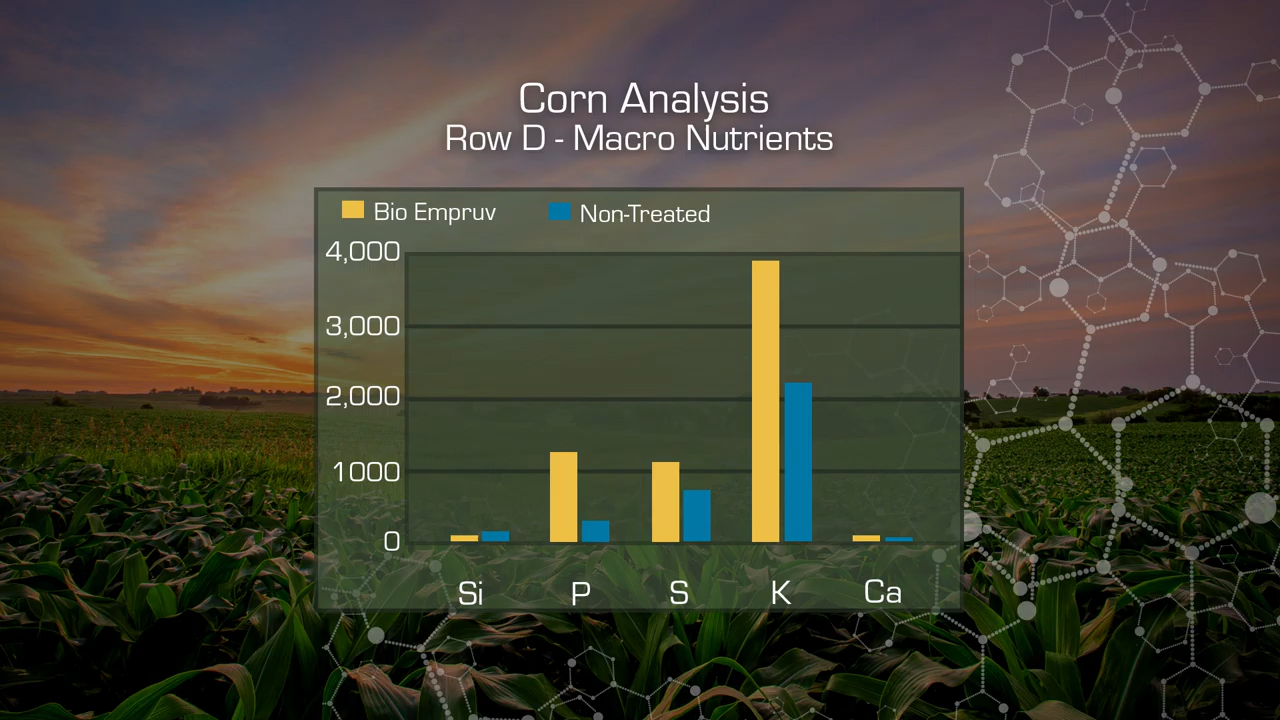 Corn Analysis
Row D - Macro Nutrients
Bio Empruv
Non-Treated
4,000
3,000
2,000
1000
0
Si P S K Ca